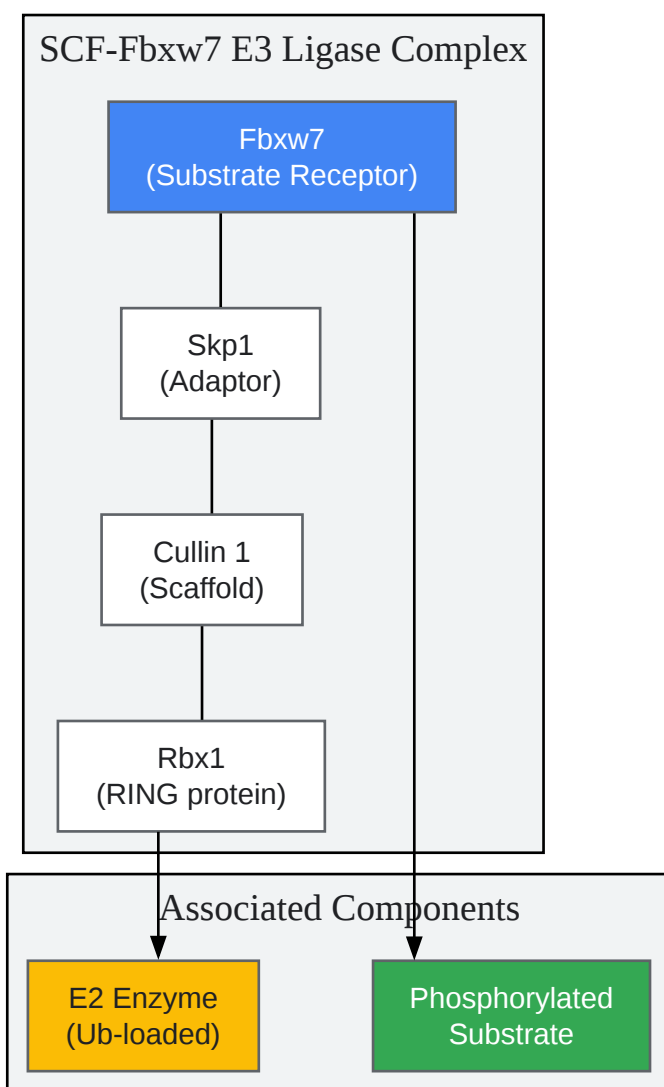 SCF-Fbxw7 E3 Ligase Complex
Fbxw7
(Substrate Receptor)
Skp1
(Adaptor)
Cullin 1
(Scaffold)
Rbx1
(RING protein)
Associated Components
E2 Enzyme
(Ub-loaded)
Phosphorylated
Substrate